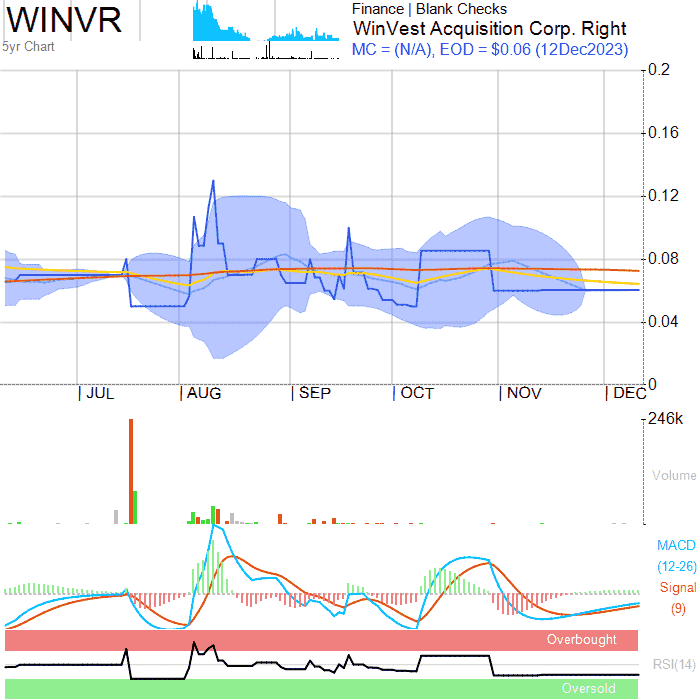 WINVR
5yr Chart
Finance | Blank Checks
WinVest Acquisition Corp. Right
MC = (N/A), EOD = $0.06 (12Dec2023)
0.2
0.16
0.12
0.08
0.04
0
JUL AUG SEP OCT NOV DEC
246k
Volume
MACD
(12-26)
Signal
(9)
Overbought
RSI(14)
Oversold